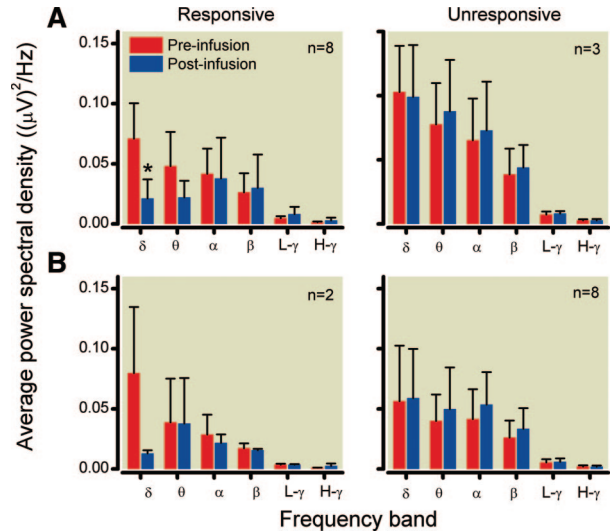 A
Responsive
Unresponsive
Average power spectral density ((μV)²/Hz)
0.15
0.10
0.05
0.00
Pre-infusion
Post-infusion
n=8
*
n=3
δ θ α β L-γ H-γ
δ θ α β L-γ H-γ
B
0.15
0.10
0.05
0.00
n=2
n=8
δ θ α β L-γ H-γ
δ θ α β L-γ H-γ
Frequency band